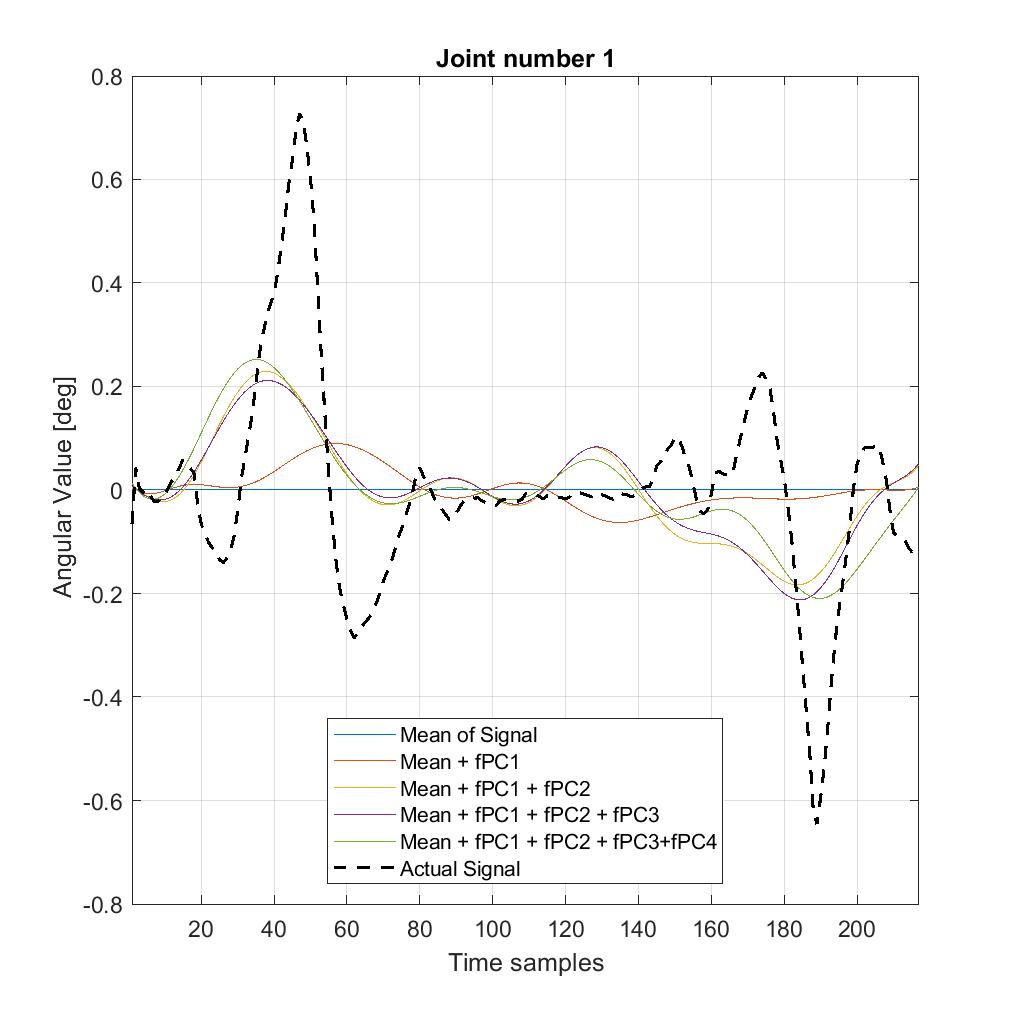 Joint number 1
0.8
0.6
0.4
0.2
0
-0.2
-0.4
-0.6
-0.8
Angular Value [deg]
Mean of Signal
Mean + fPC1
Mean + fPC1 + fPC2
Mean + fPC1 + fPC2 + fPC3
Mean + fPC1 + fPC2 + fPC3+fPC4
Actual Signal
20 40 60 80 100 120 140 160 180 200
Time samples